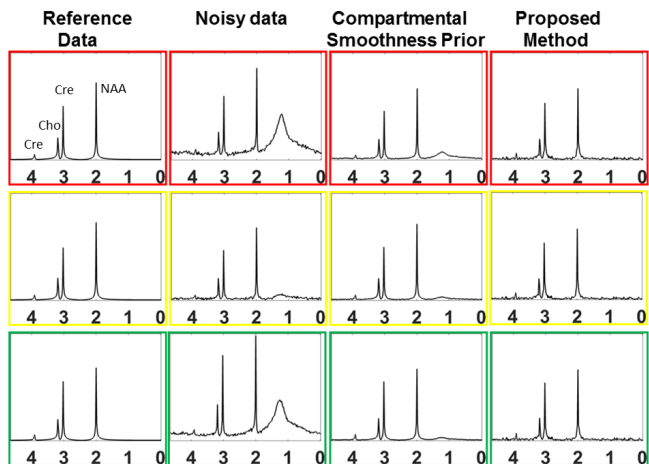 Reference Data
Noisy data
Compartmental Smoothness Prior
Proposed Method
Cre
Cho
Cre
NAA
4 3 2 1 0
4 3 2 1 0
4 3 2 1 0
4 3 2 1 0
4 3 2 1 0
4 3 2 1 0
4 3 2 1 0
4 3 2 1 0
4 3 2 1 0
4 3 2 1 0
4 3 2 1 0
4 3 2 1 0